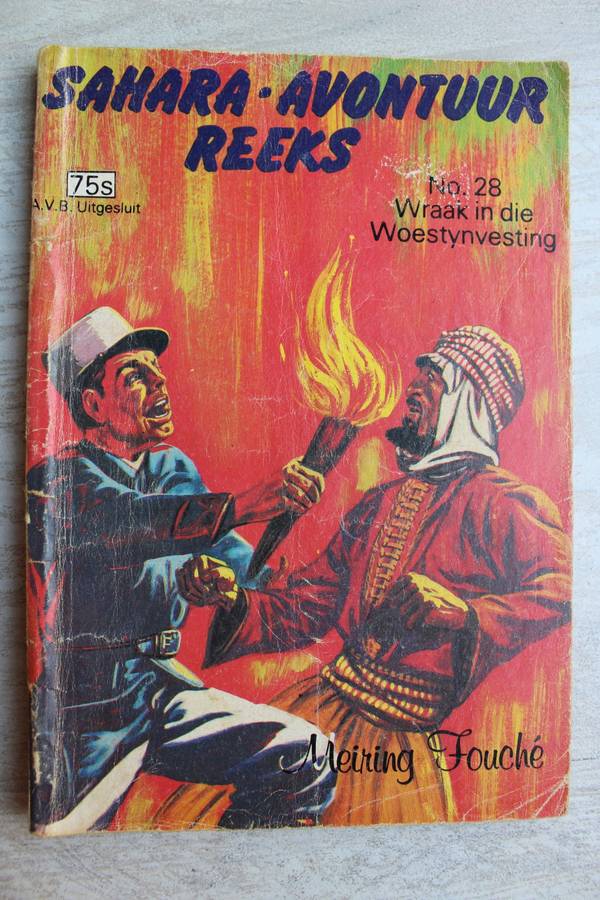 SAHARA-AVONTUUR
REEKS
75s
A.V.B. Uitgesluit
No. 28
Wraak in die
Woestynvesting
Meiring Fouché